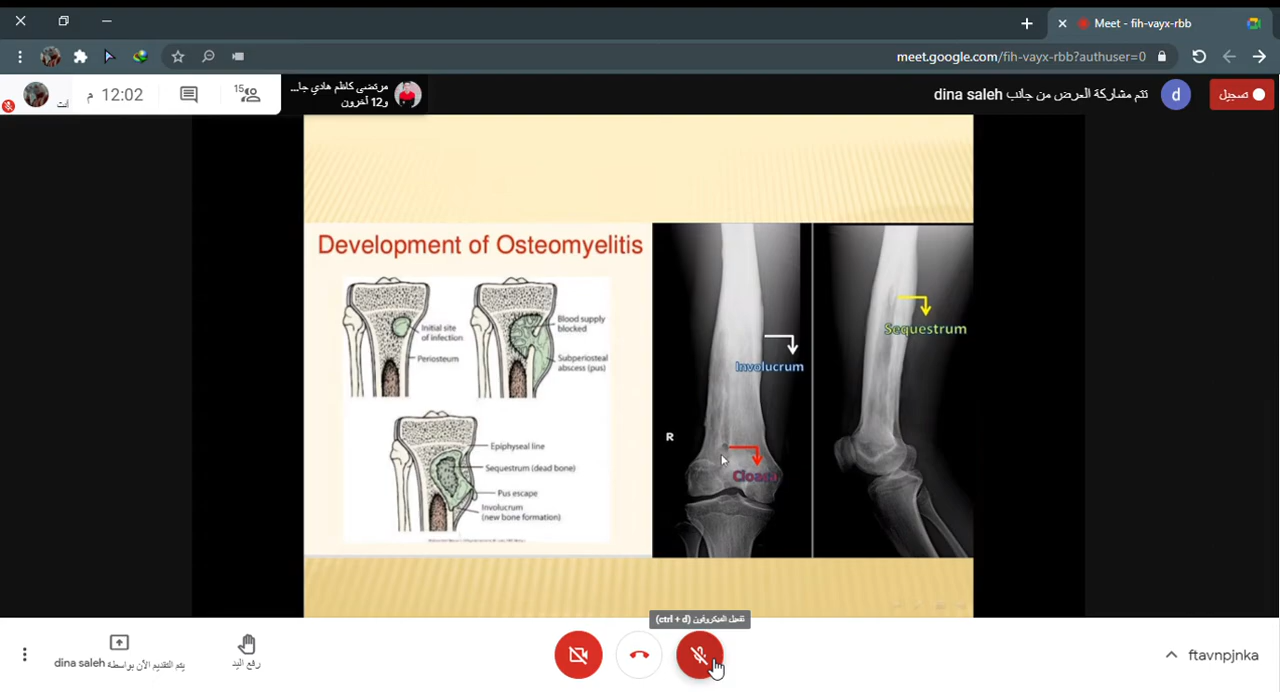 Meet - fih-vayx-rbb
meet.google.com/fih-vayx-rbb?authuser=0
تسجيل
d
تتم مشاركة العرض من جانب dina saleh
مرتضى كاظم هادي جا...
و12 آخرون
15
12:02 م
انت
Development of Osteomyelitis
Initial site
of infection
Periosteum
Blood supply
blocked
Subperiosteal
abscess (pus)
Epiphyseal line
Sequestrum (dead bone)
Pus escape
Involucrum
(new bone formation)
Involucrum
Sequestrum
R
تفعيل الميكروفون (ctrl + d)
ftavnpjnka
رفع اليد
يتم التقديم الآن بواسطة dina saleh